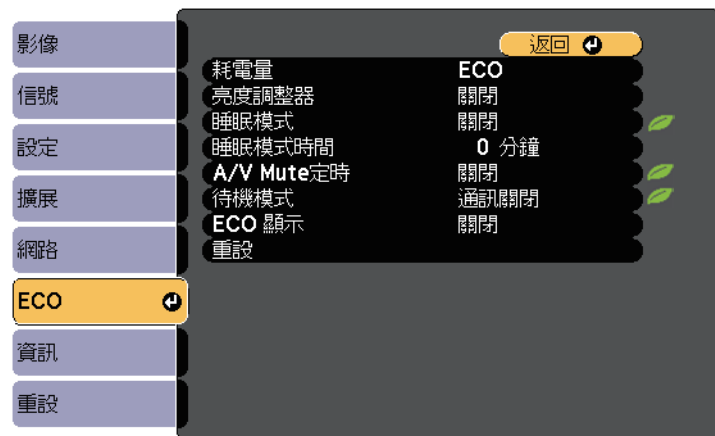 影像
信號
設定
擴展
網路
ECO
資訊
重設
返回
耗電量 ECO
亮度調整器 關閉
睡眠模式 關閉
睡眠模式時間 0 分鐘
A/V Mute定時 關閉
待機模式 通訊關閉
ECO 顯示 關閉
重設